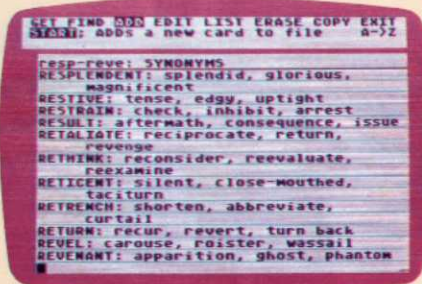 GET FIND ADD EDIT LIST ERASE COPY EXIT
START: ADDS a new card to file A->Z
resp-reve: SYNONYMS
RESPLENDENT: splendid, glorious,
magnificent
RESTIVE: tense, edgy, uptight
RESTRAIN: check, inhibit, arrest
RESULT: aftermath, consequence, issue
RETALIATE: reciprocate, return,
revenge
RETHINK: reconsider, reevaluate,
reexamine
RETICENT: silent, close-mouthed,
taciturn
RETRENCH: shorten, abbreviate,
curtail
RETURN: recur, revert, turn back
REVEL: carouse, roister, wassail
REVENANT: apparition, ghost, phantom